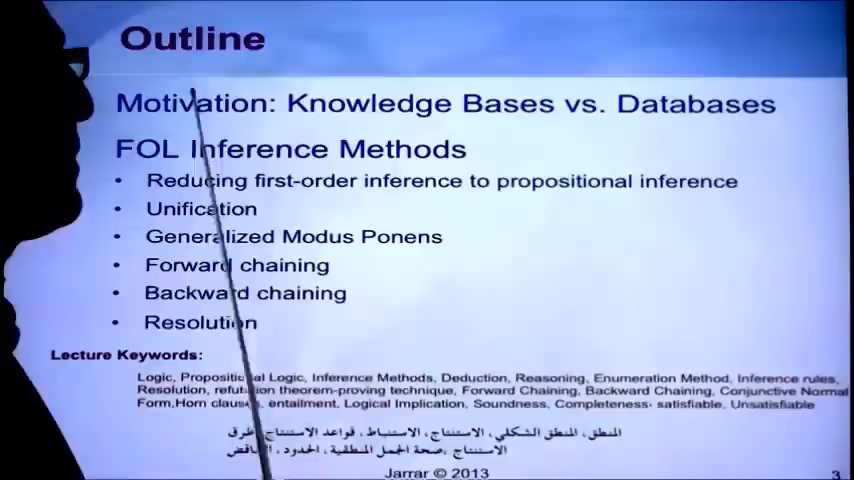 Outline
Motivation: Knowledge Bases vs. Databases
FOL Inference Methods
• Reducing first-order inference to propositional inference
• Unification
• Generalized Modus Ponens
• Forward chaining
• Backward chaining
• Resolution
Lecture Keywords:
Logic, Propositional Logic, Inference Methods, Deduction, Reasoning, Enumeration Method, Inference rules,
Resolution, refutation theorem-proving technique, Forward Chaining, Backward Chaining, Conjunctive Normal
Form,Horn clause, entailment, Logical Implication, Soundness, Completeness, satisfiable, Unsatisfiable
المنطق، المنطق الشكلي، الاستنتاج، الاستنباط، قواعد الاستنتاج، طرق
الاستنتاج، صحة الجمل المنطقية، الحدود،
Jarrar © 2013
3